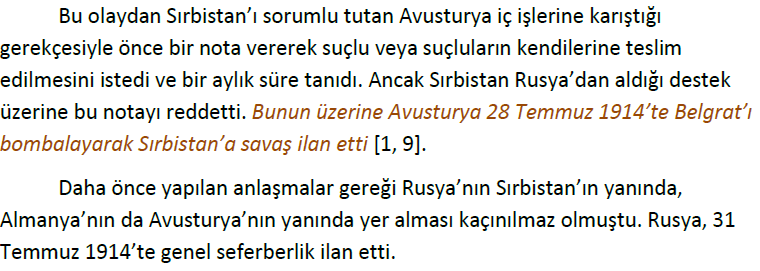 Bu olaydan Sırbistan’ı sorumlu tutan Avusturya iç işlerine karıştığı
gerekçesiyle önce bir nota vererek suçlu veya suçluların kendilerine teslim
edilmesini istedi ve bir aylık süre tanıdı. Ancak Sırbistan Rusya’dan aldığı destek
üzerine bu notayı reddetti. Bunun üzerine Avusturya 28 Temmuz 1914’te Belgrat’ı
bombalayarak Sırbistan’a savaş ilan etti [1, 9].
Daha önce yapılan anlaşmalar gereği Rusya’nın Sırbistan’ın yanında,
Almanya’nın da Avusturya’nın yanında yer alması kaçınılmaz olmuştu. Rusya, 31
Temmuz 1914’te genel seferberlik ilan etti.